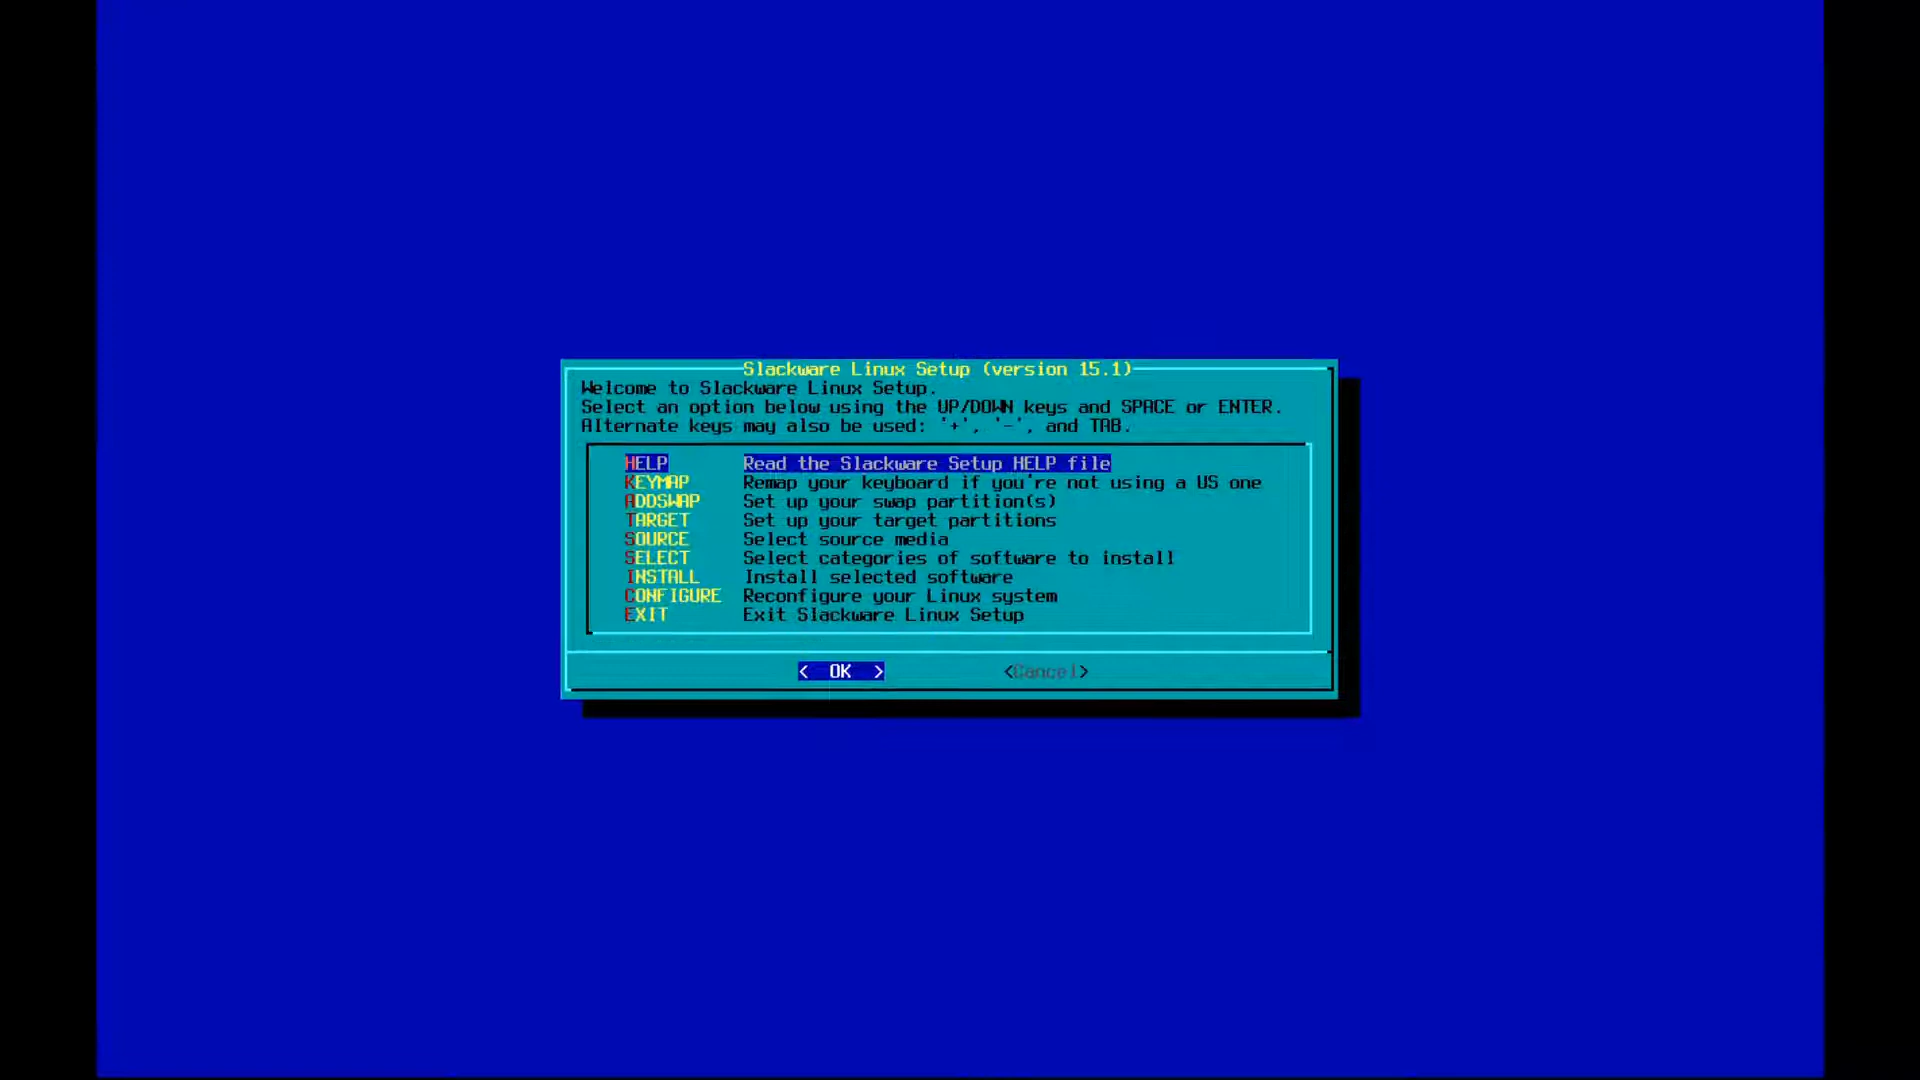 Slackware Linux Setup (version 15.1)
Welcome to Slackware Linux Setup.
Select an option below using the UP/DOWN keys and SPACE or ENTER.
Alternate keys may also be used: '+', '-', and TAB.
HELP Read the Slackware Setup HELP file
KEYMAP Remap your keyboard if you're not using a US one
ADDSWAP Set up your swap partition(s)
TARGET Set up your target partitions
SOURCE Select source media
SELECT Select categories of software to install
INSTALL Install selected software
CONFIGURE Reconfigure your Linux system
EXIT Exit Slackware Linux Setup
< OK > <Cancel>